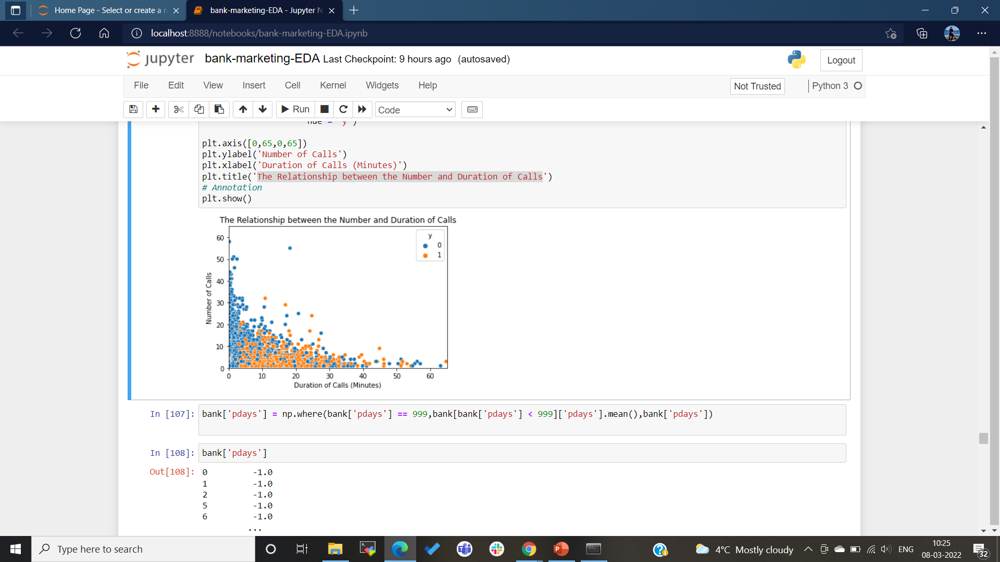 Home Page - Select or create a n
bank-marketing-EDA - Jupyter N
localhost:8888/notebooks/bank-marketing-EDA.ipynb
jupyter bank-marketing-EDA Last Checkpoint: 9 hours ago (autosaved)
Logout
File Edit View Insert Cell Kernel Widgets Help
Not Trusted
Python 3
Run
Code
hue = 'y')
plt.axis([0,65,0,65])
plt.ylabel('Number of Calls')
plt.xlabel('Duration of Calls (Minutes)')
plt.title('The Relationship between the Number and Duration of Calls')
# Annotation
plt.show()
The Relationship between the Number and Duration of Calls
y
0
1
60
50
40
30
20
10
0
Number of Calls
0 10 20 30 40 50 60
Duration of Calls (Minutes)
In [107]: bank['pdays'] = np.where(bank['pdays'] == 999,bank[bank['pdays'] < 999]['pdays'].mean(),bank['pdays'])
In [108]: bank['pdays']
Out[108]: 0 -1.0
1 -1.0
2 -1.0
5 -1.0
6 -1.0
...
Type here to search
4°C Mostly cloudy
ENG
10:25
08-03-2022
32